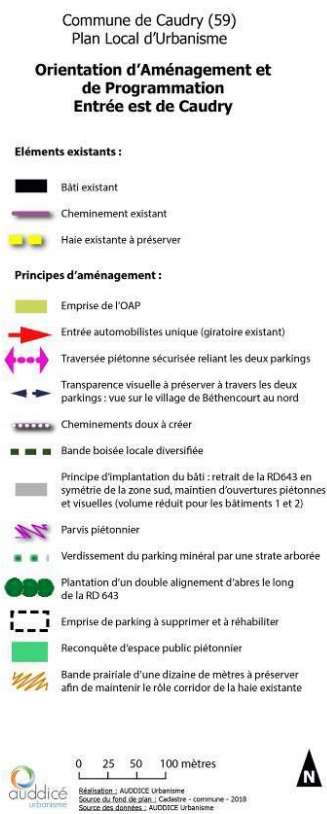 Commune de Caudry (59)
Plan Local d'Urbanisme
Orientation d'Aménagement et
de Programmation
Entrée est de Caudry
Eléments existants :
Bâti existant
Cheminement existant
Haie existante à préserver
Principes d'aménagement :
Emprise de l'OAP
Entrée automobilistes unique (giratoire existant)
Traversée piétonne sécurisée reliant les deux parkings
Transparence visuelle à préserver à travers les deux
parkings : vue sur le village de Béthencourt au nord
Cheminements doux à créer
Bande boisée locale diversifiée
Principe d'implantation du bâti : retrait de la RD643 en
symétrie de la zone sud, maintien d'ouvertures piétonnes
et visuelles (volume réduit pour les bâtiments 1 et 2)
Parvis piétonnier
Verdissement du parking minéral par une strate arborée
Plantation d'un double alignement d'abres le long
de la RD 643
Emprise de parking à supprimer et à réhabiliter
Reconquête d'espace public piétonnier
Bande prairiale d'une dizaine de mètres à préserver
afin de maintenir le rôle corridor de la haie existante
auddicé
urbanisme
0 25 50 100 mètres
Réalisation : AUDDICE Urbanisme
Source du fond de plan : Cadastre - commune - 2018
Source des données : AUDDICE Urbanisme
N